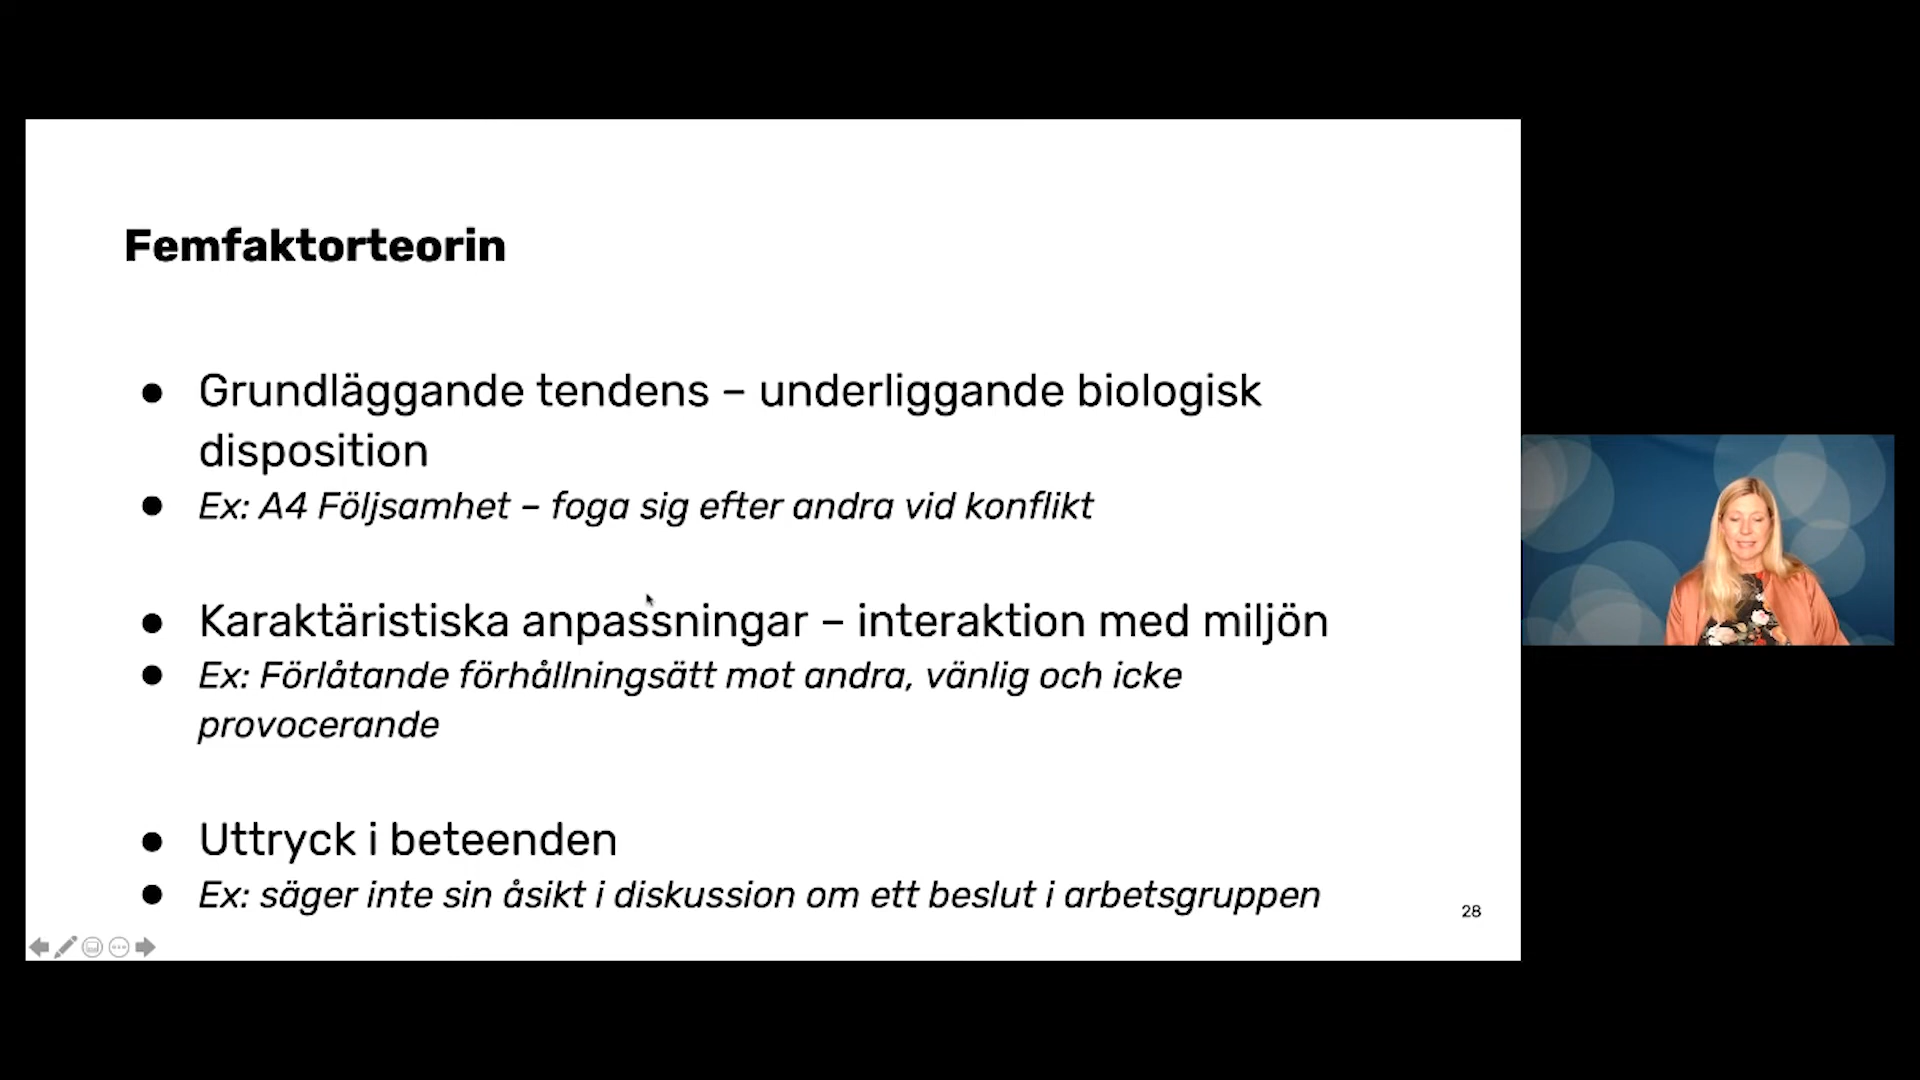 Femfaktorteorin
● Grundläggande tendens – underliggande biologisk
disposition
● Ex: A4 Följsamhet – foga sig efter andra vid konflikt
● Karaktäristiska anpassningar – interaktion med miljön
● Ex: Förlåtande förhållningsätt mot andra, vänlig och icke
provocerande
● Uttryck i beteenden
● Ex: säger inte sin åsikt i diskussion om ett beslut i arbetsgruppen
28